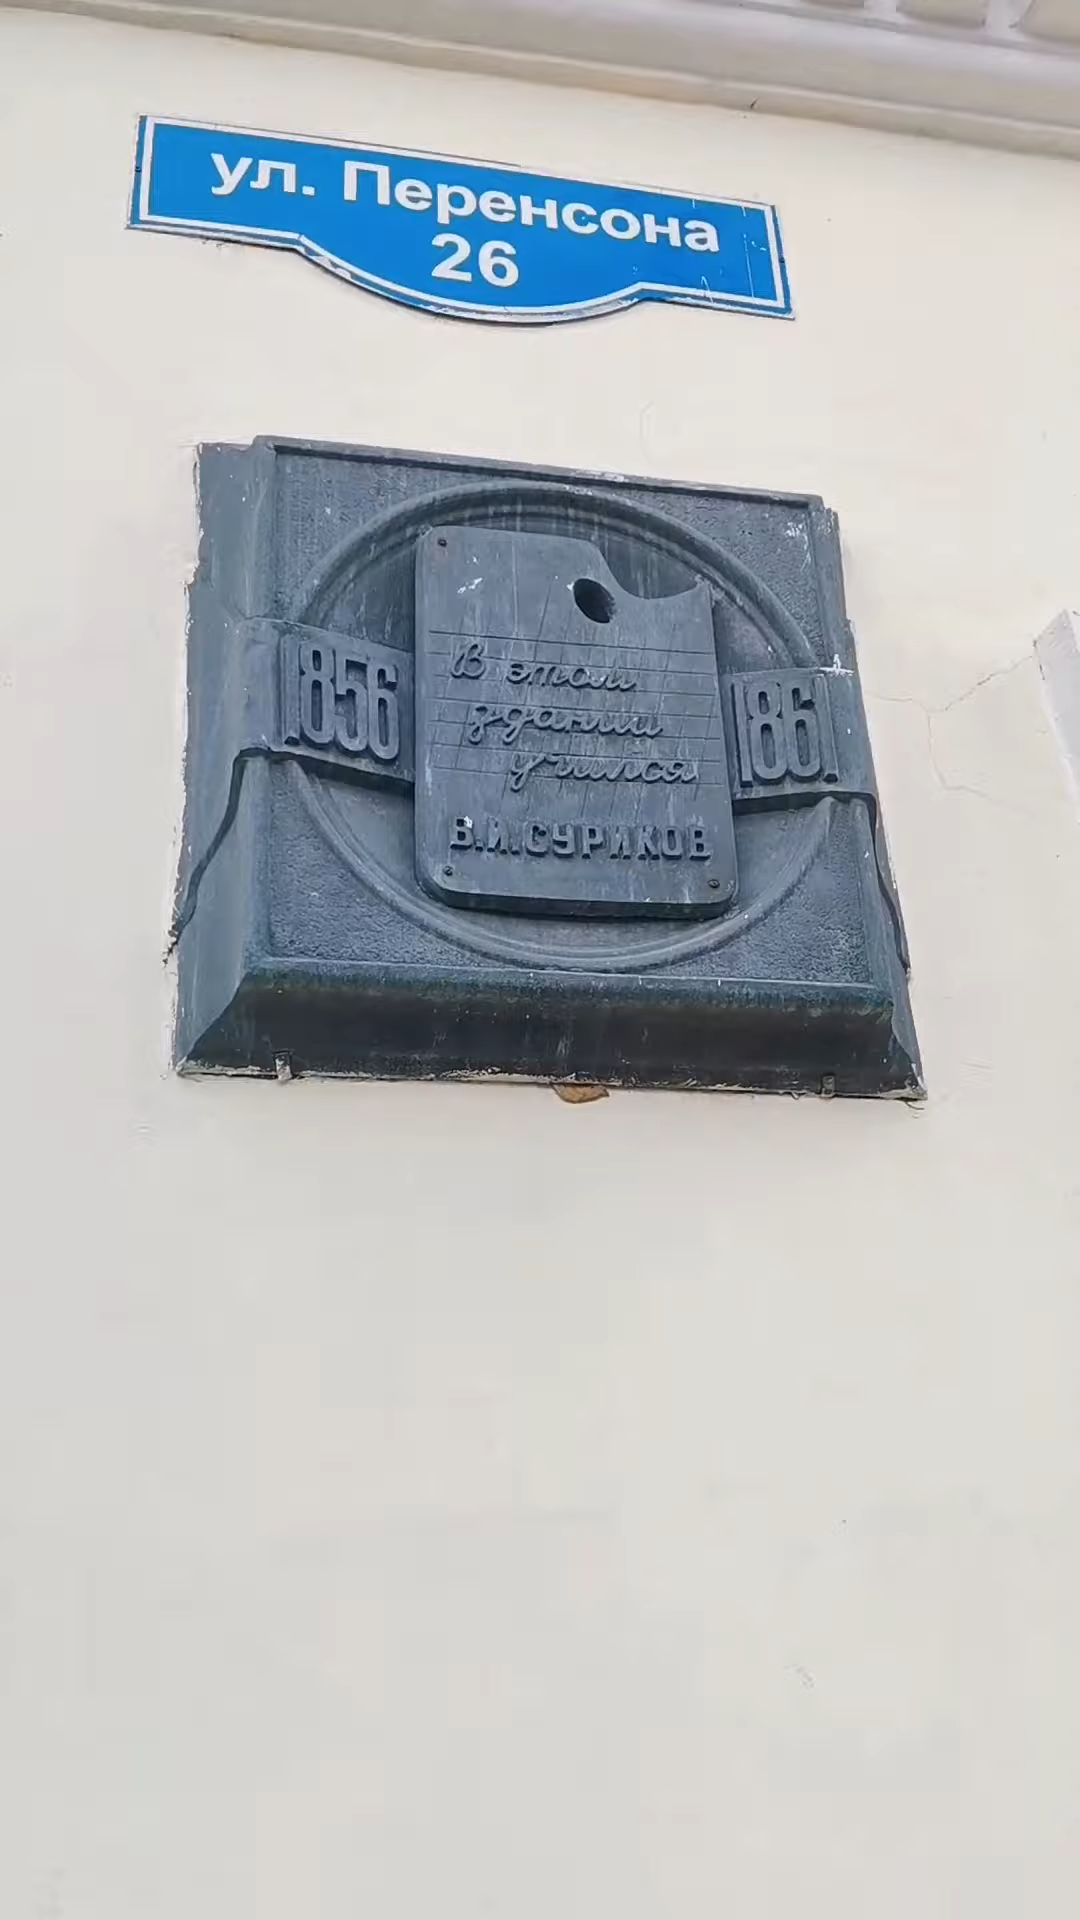 ул. Перенсона
26
1856
В этом
здании
учился
В.И.СУРИКОВ
1861